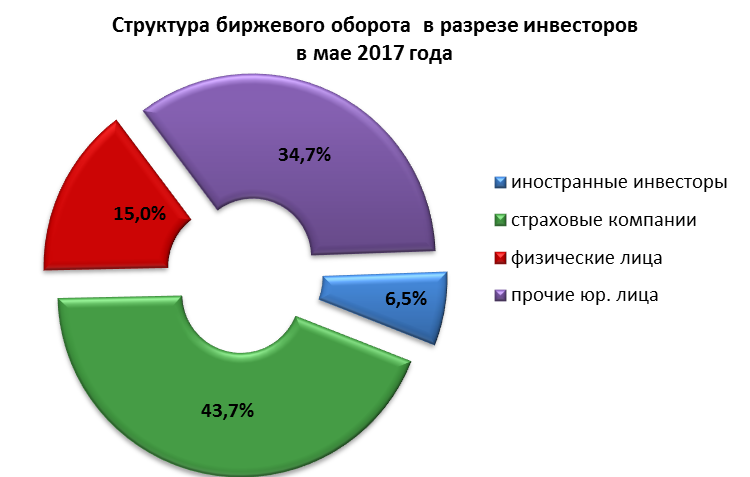 Структура биржевого оборота в разрезе инвесторов
в мае 2017 года
34,7%
15,0%
6,5%
43,7%
иностранные инвесторы
страховые компании
физические лица
прочие юр. лица